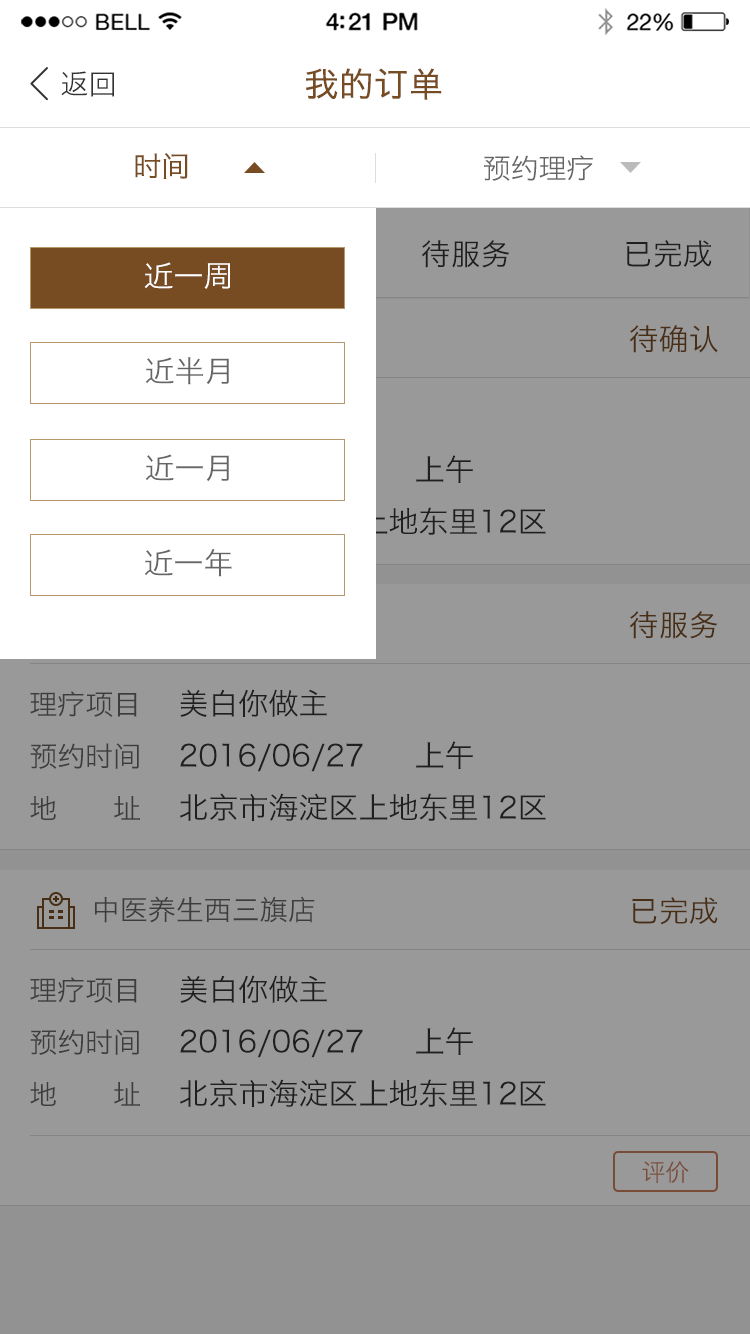 BELL 4:21 PM 22%
返回 我的订单
时间 预约理疗
待服务 已完成
近一周
待确认
近半月
上午
近一月
上地东里12区
近一年
待服务
理疗项目 美白你做主
预约时间 2016/06/27 上午
地 址 北京市海淀区上地东里12区
中医养生西三旗店 已完成
理疗项目 美白你做主
预约时间 2016/06/27 上午
地 址 北京市海淀区上地东里12区
评价